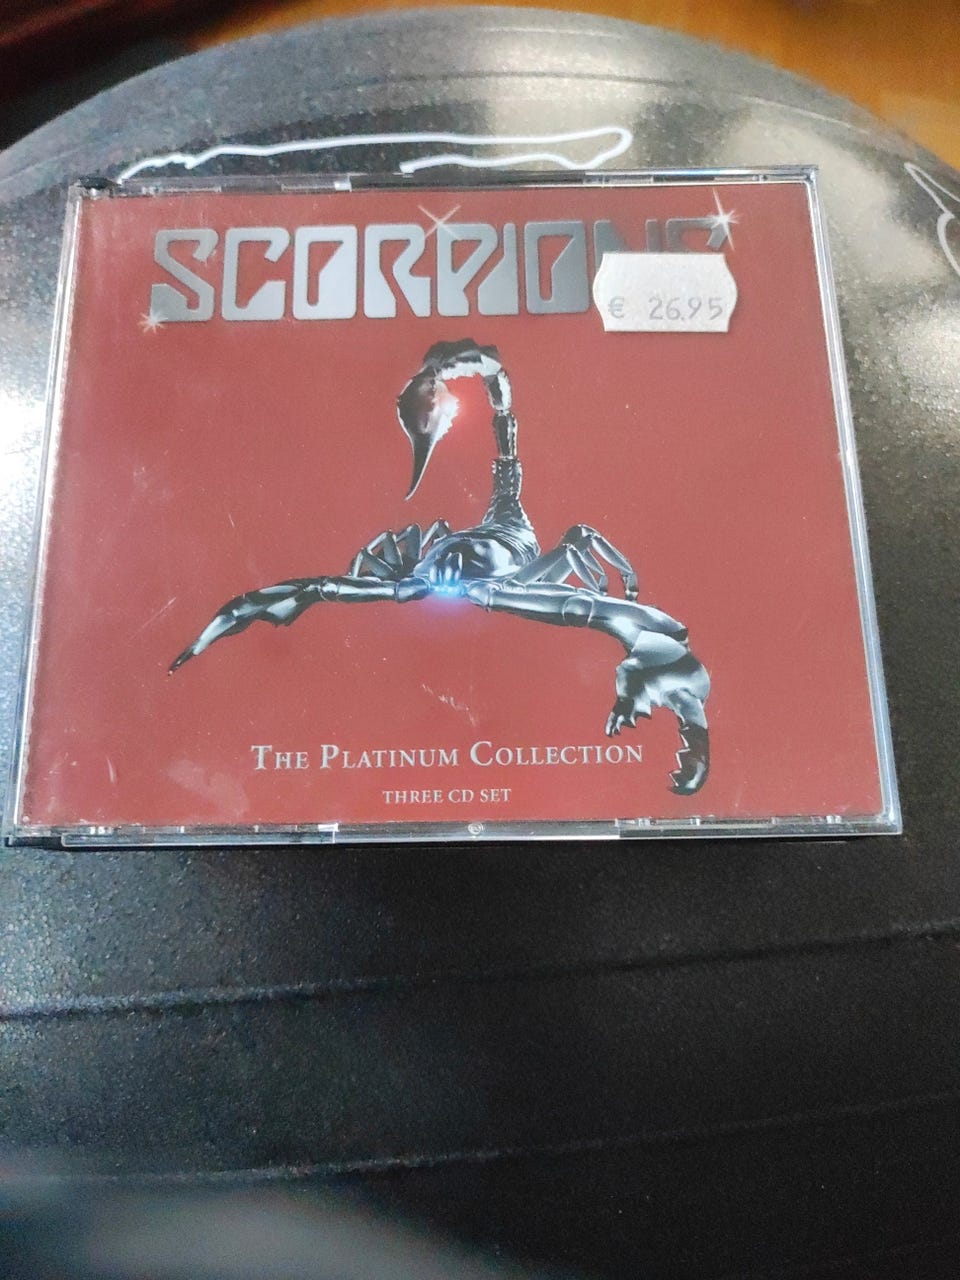 SCORPIONS
€ 26.95
THE PLATINUM COLLECTION
THREE CD SET